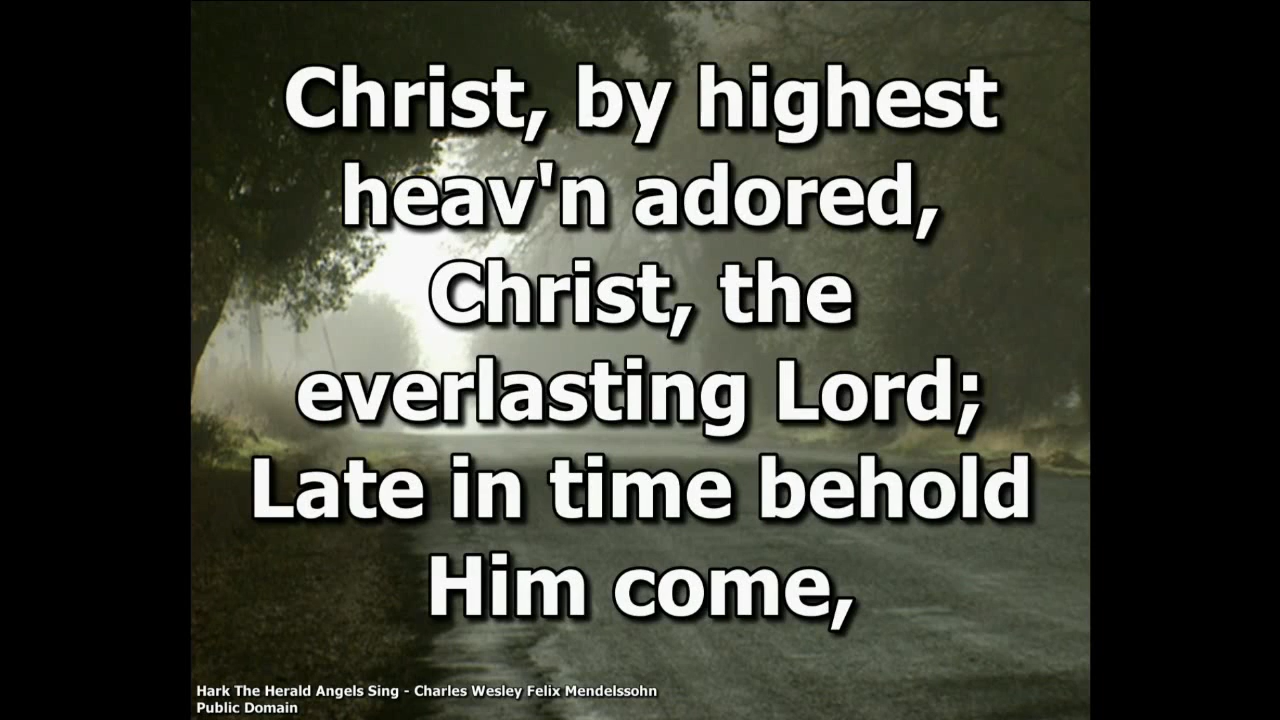 Christ, by highest
heav'n adored,
Christ, the
everlasting Lord;
Late in time behold
Him come,
Hark The Herald Angels Sing - Charles Wesley Felix Mendelssohn
Public Domain